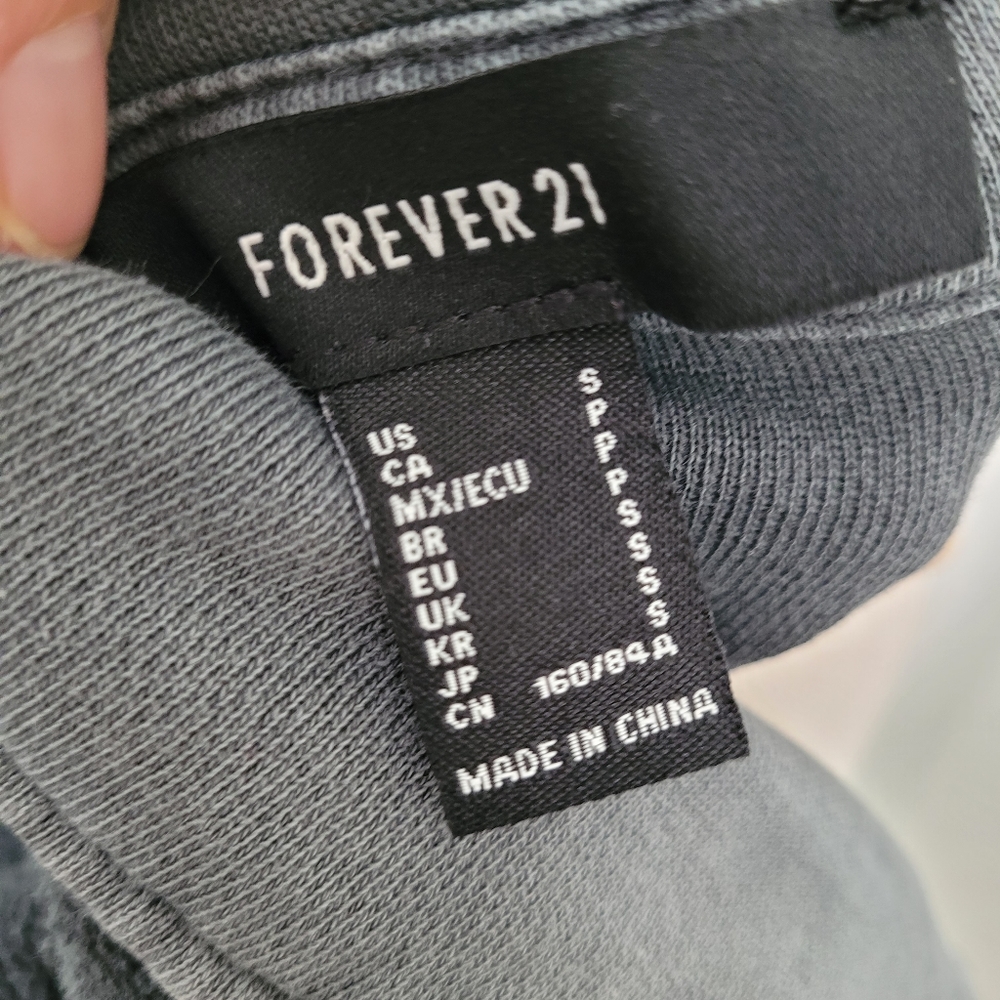 FOREVER 21
US S
CA P
MX/ECU P
BR P
EU S
UK S
KR S
JP S
CN 160/84A
MADE IN CHINA